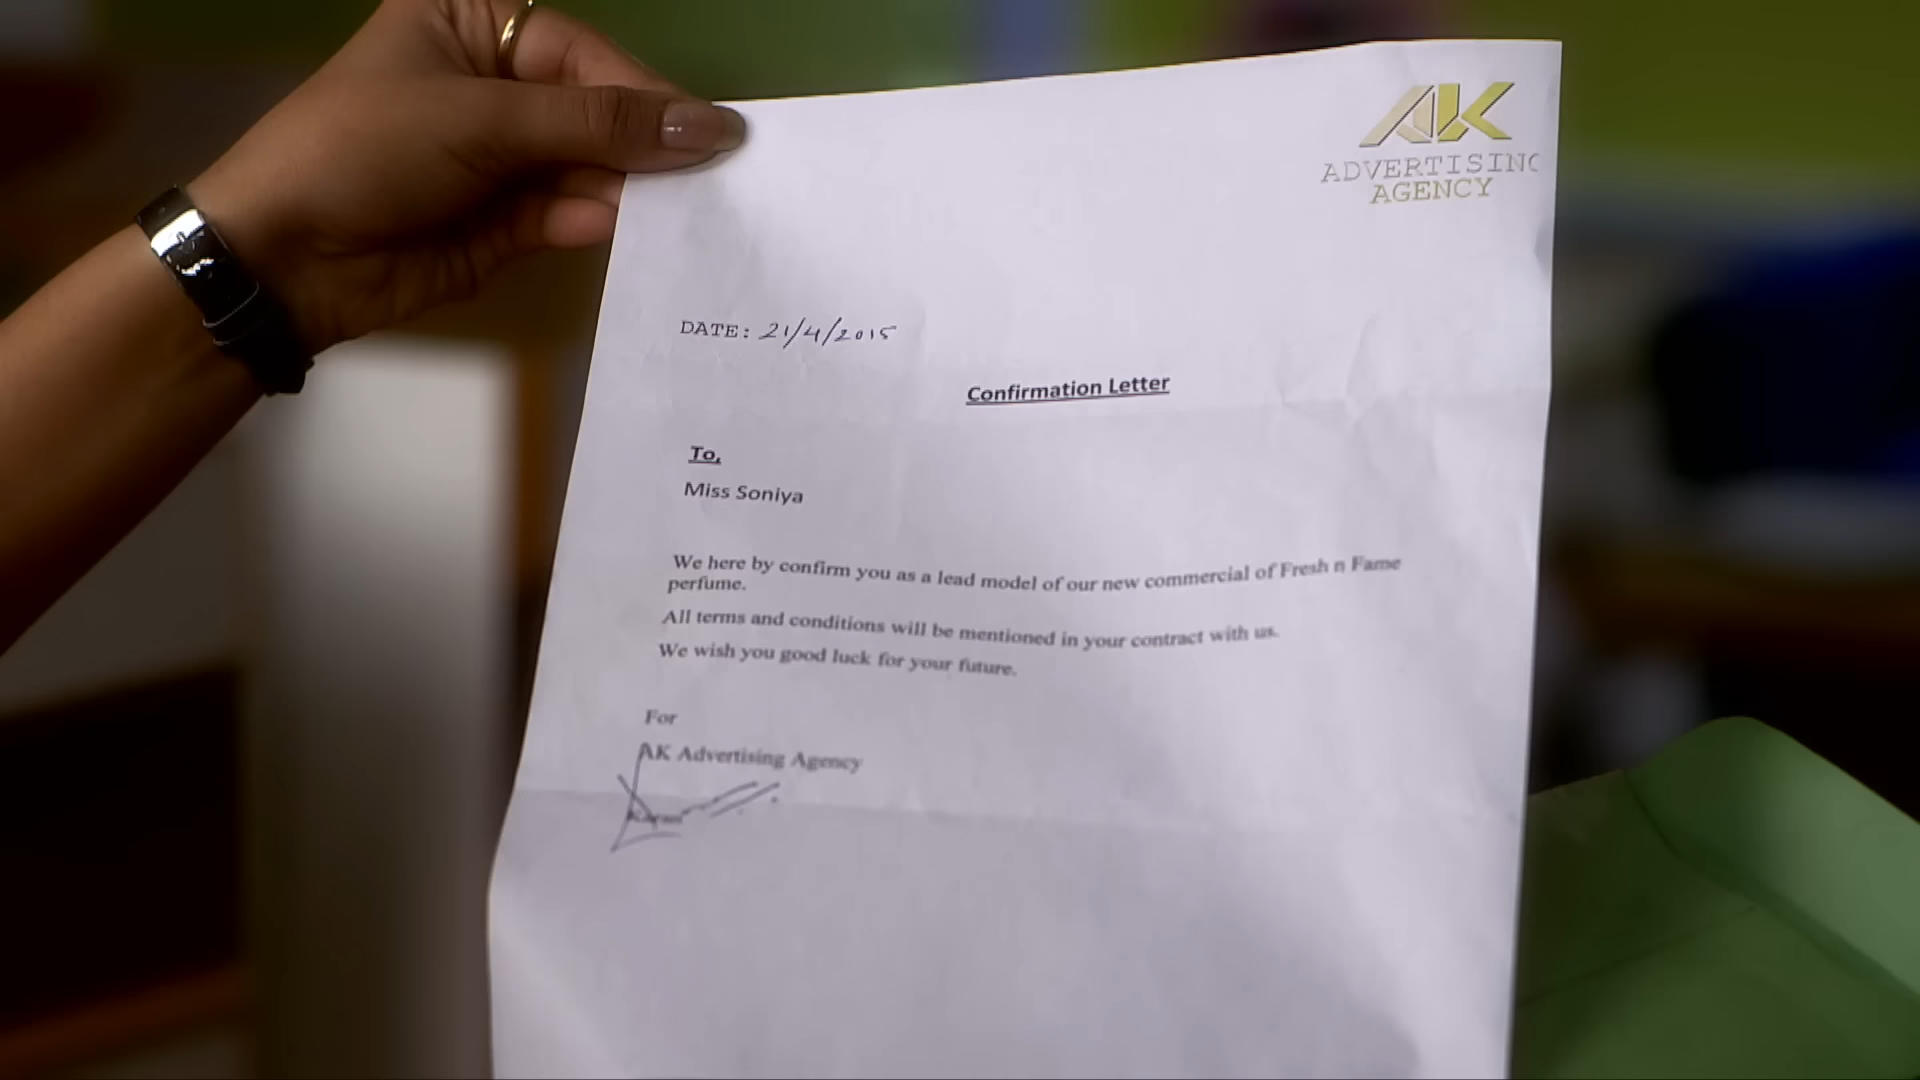 AK
ADVERTISING
AGENCY
DATE: 21/4/2015
Confirmation Letter
To,
Miss Soniya
We here by confirm you as a lead model of our new commercial of Fresh n Fame
perfume.
All terms and conditions will be mentioned in your contract with us.
We wish you good luck for your future.
For
AK Advertising Agency